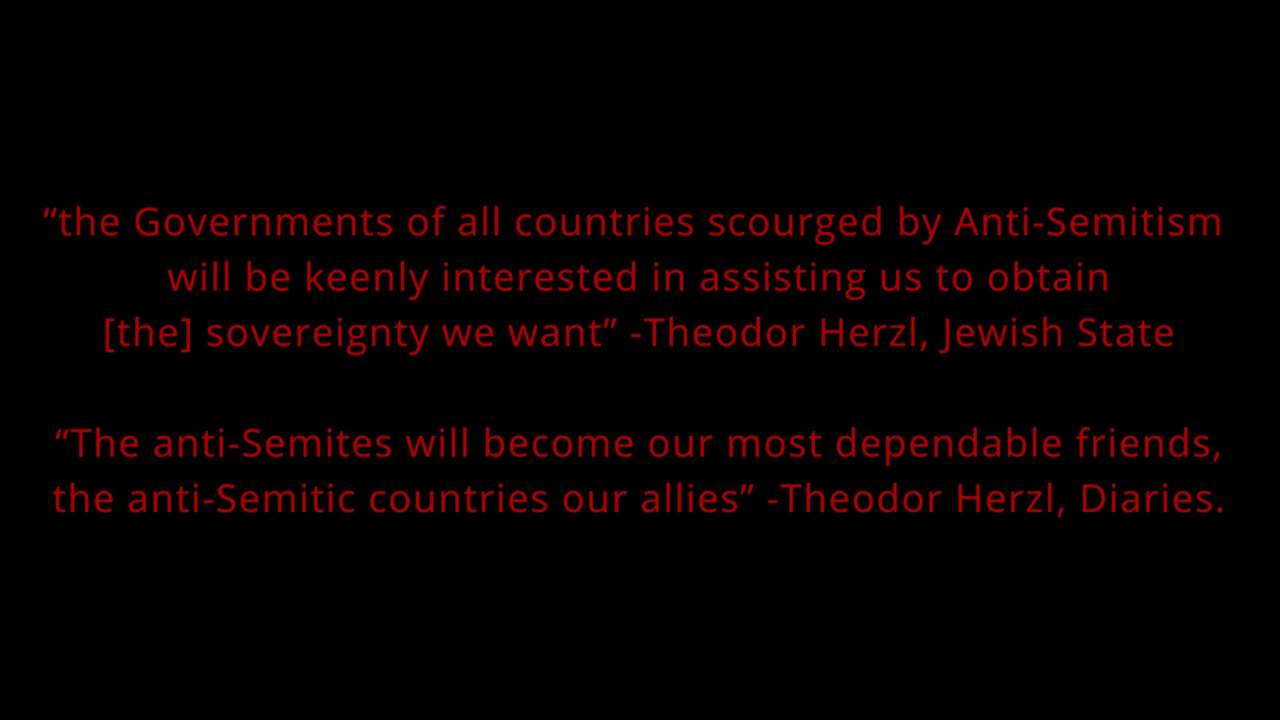 “the Governments of all countries scourged by Anti-Semitism
will be keenly interested in assisting us to obtain
[the] sovereignty we want” -Theodor Herzl, Jewish State
“The anti-Semites will become our most dependable friends,
the anti-Semitic countries our allies” -Theodor Herzl, Diaries.